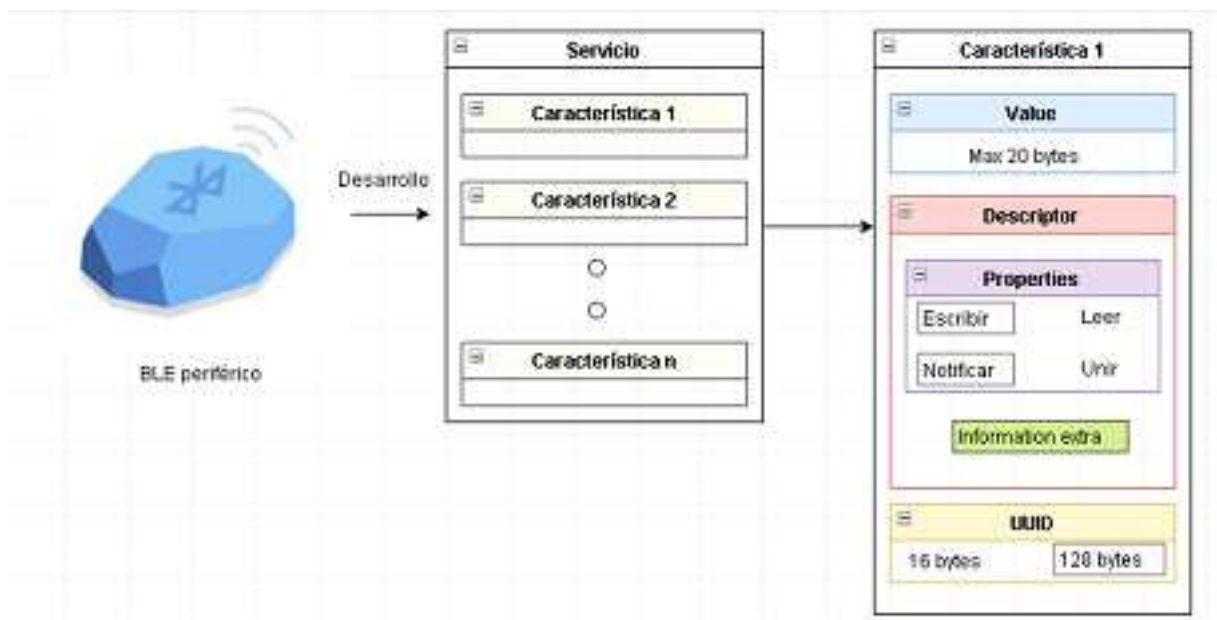 BLE periférico
Desarrollo
Servicio
Característica 1
Característica 2
Característica n
Característica 1
Value
Max 20 bytes
Descriptor
Properties
Escribir Leer
Notificar Unir
Information extra
UUID
16 bytes 128 bytes